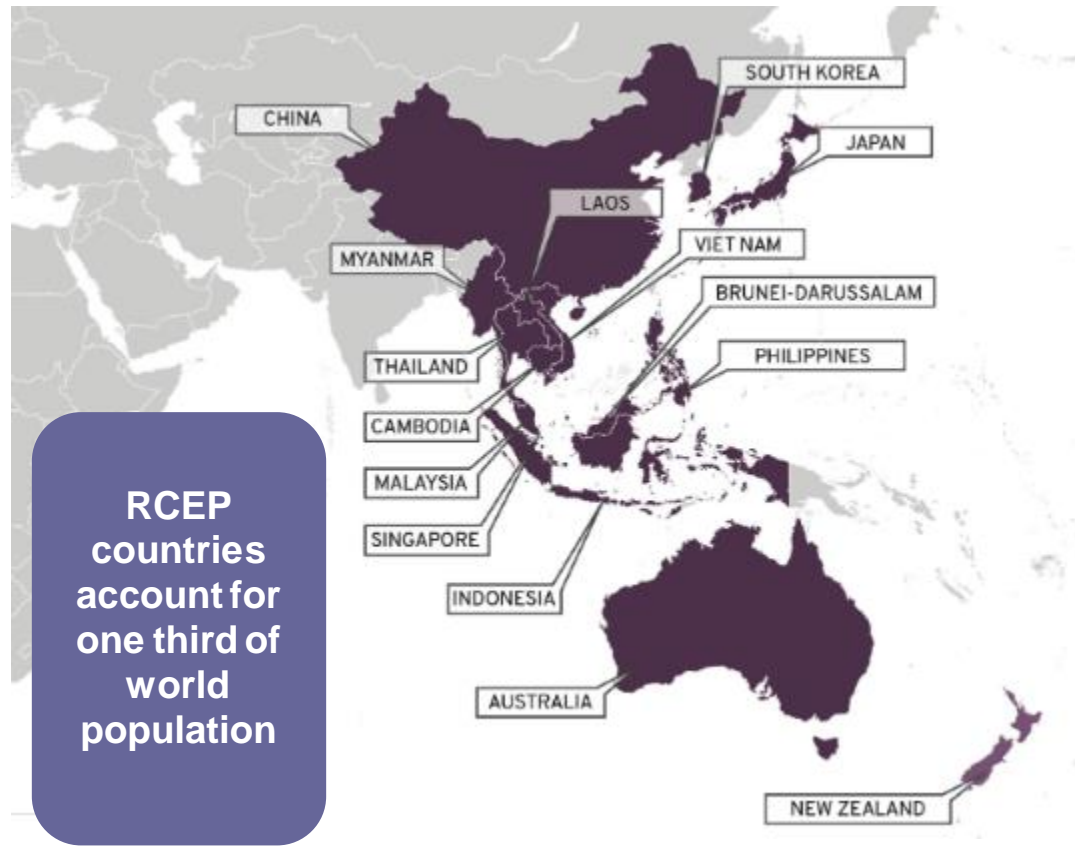 SOUTH KOREA
CHINA
JAPAN
LAOS
VIET NAM
MYANMAR
BRUNEI-DARUSSALAM
PHILIPPINES
THAILAND
CAMBODIA
MALAYSIA
SINGAPORE
INDONESIA
AUSTRALIA
NEW ZEALAND
RCEP
countries
account for
one third of
world
population